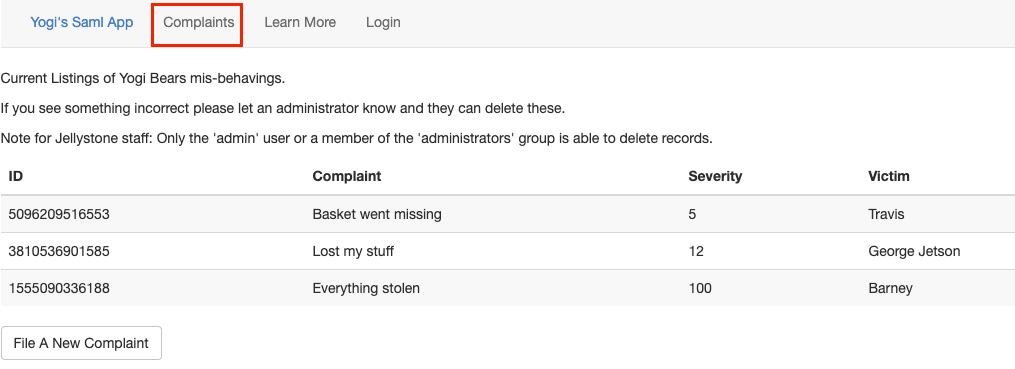 Yogi's Saml App Complaints Learn More Login
Current Listings of Yogi Bears mis-behavings.
If you see something incorrect please let an administrator know and they can delete these.
Note for Jellystone staff: Only the 'admin' user or a member of the 'administrators' group is able to delete records.
ID Complaint Severity Victim
5096209516553 Basket went missing 5 Travis
3810536901585 Lost my stuff 12 George Jetson
1555090336188 Everything stolen 100 Barney
File A New Complaint